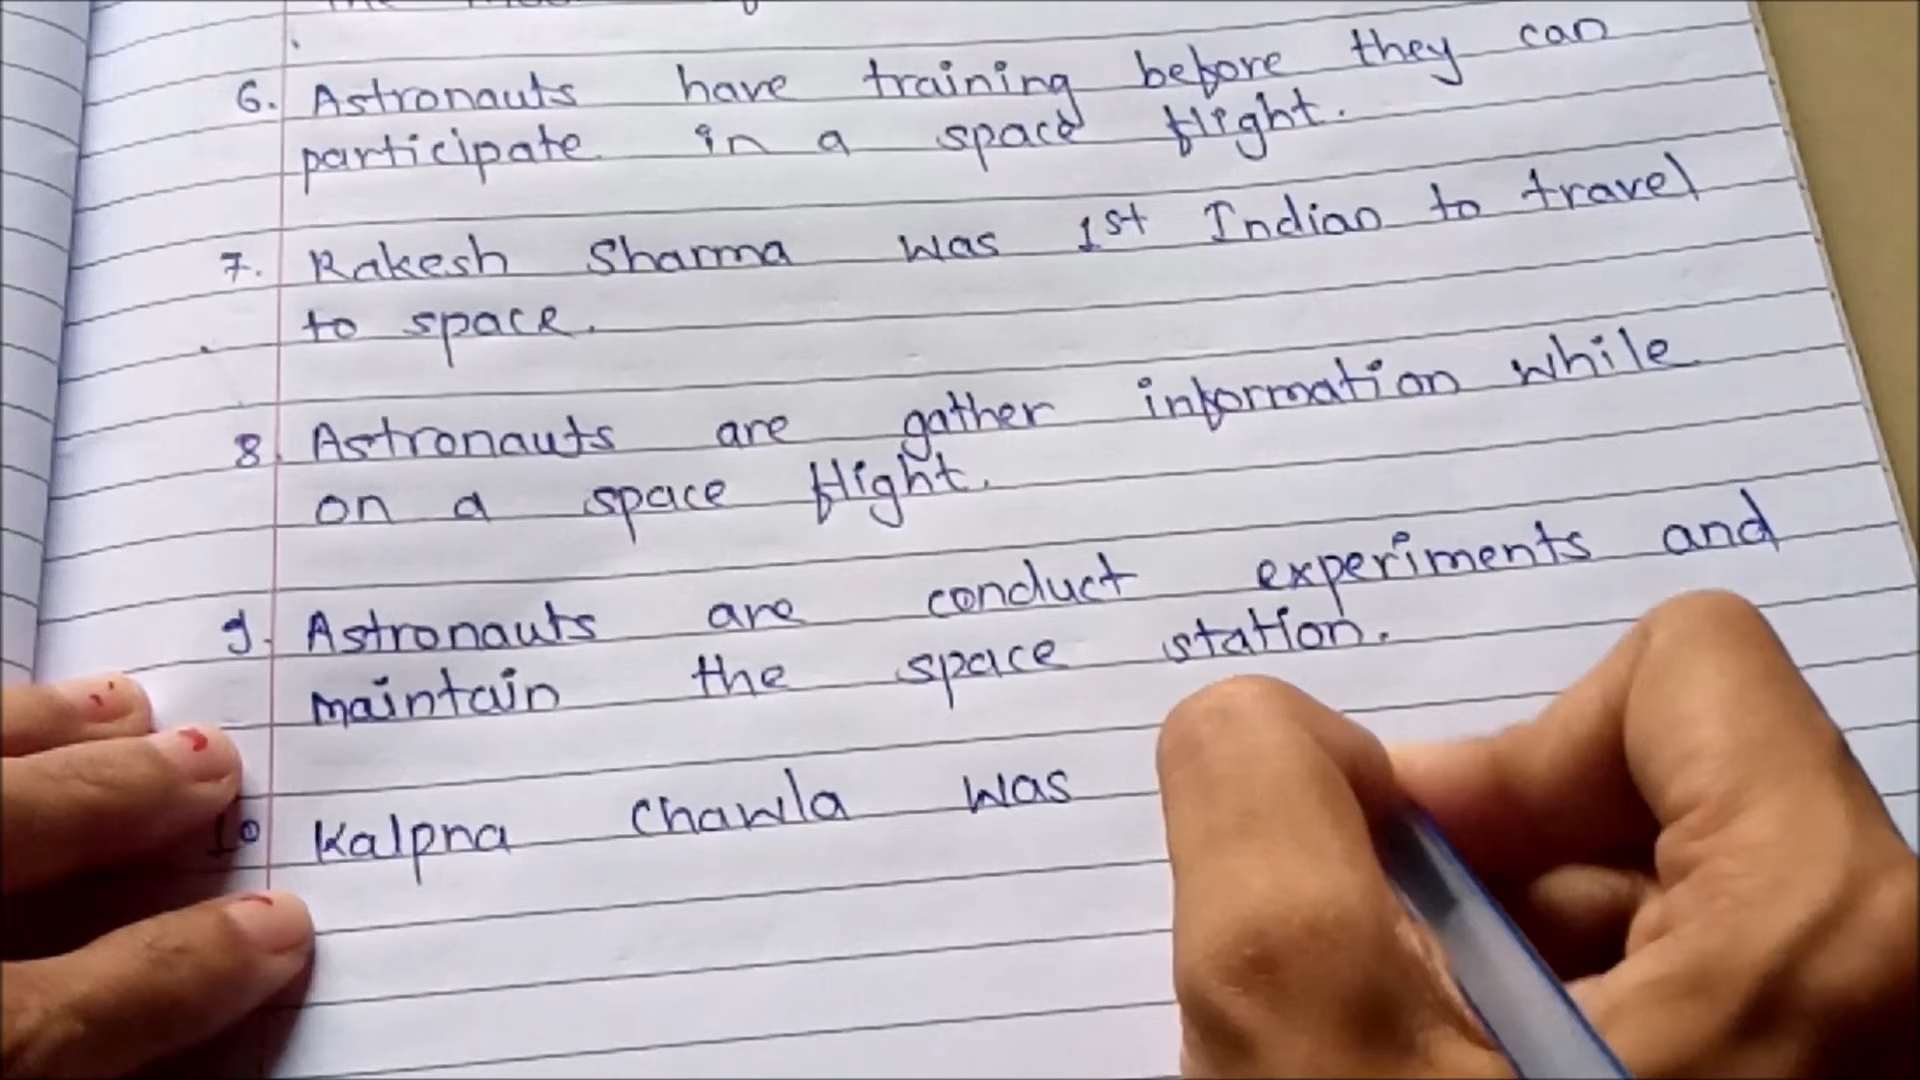 6. Astronauts have training before they can
participate in a space flight.
7. Rakesh Sharma was 1st Indian to travel
to space.
8. Astronauts are gather information while
on a space flight.
9. Astronauts are conduct experiments and
maintain the space station.
10 Kalpna Chawla was